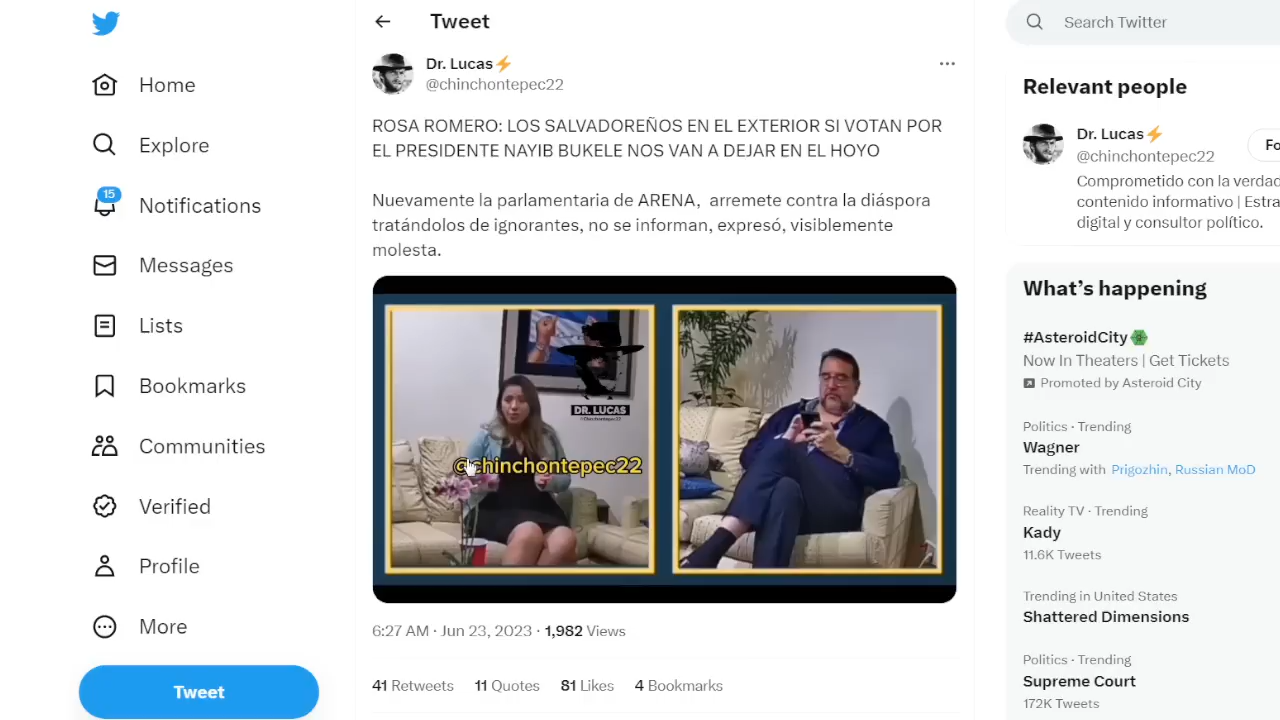 Tweet
Search Twitter
Home
Explore
15
Notifications
Messages
Lists
Bookmarks
Communities
Verified
Profile
More
Tweet
Dr. Lucas⚡
@chinchontepec22
ROSA ROMERO: LOS SALVADOREÑOS EN EL EXTERIOR SI VOTAN POR
EL PRESIDENTE NAYIB BUKELE NOS VAN A DEJAR EN EL HOYO
Nuevamente la parlamentaria de ARENA, arremete contra la diáspora
tratándolos de ignorantes, no se informan, expresó, visiblemente
molesta.
DR. LUCAS
@Chinchontepec22
@chinchontepec22
6:27 AM · Jun 23, 2023 · 1,982 Views
41 Retweets 11 Quotes 81 Likes 4 Bookmarks
Relevant people
Dr. Lucas⚡
@chinchontepec22
Fo
Comprometido con la verdad
contenido informativo | Estra
digital y consultor político.
What's happening
#AsteroidCity
Now In Theaters | Get Tickets
Promoted by Asteroid City
Politics · Trending
Wagner
Trending with Prigozhin, Russian MoD
Reality TV · Trending
Kady
11.6K Tweets
Trending in United States
Shattered Dimensions
Politics · Trending
Supreme Court
172K Tweets